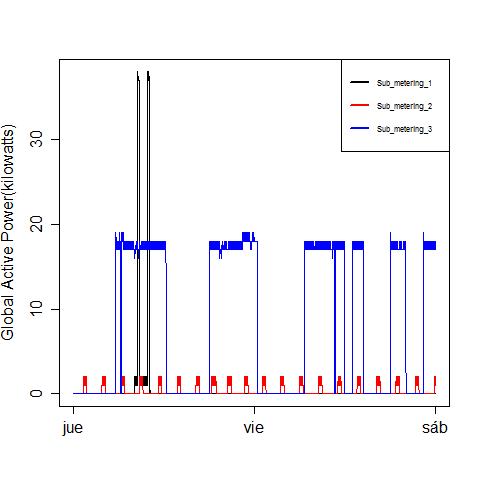 Sub_metering_1
Sub_metering_2
Sub_metering_3
Global Active Power(kilowatts)
30
20
10
0
jue vie sáb